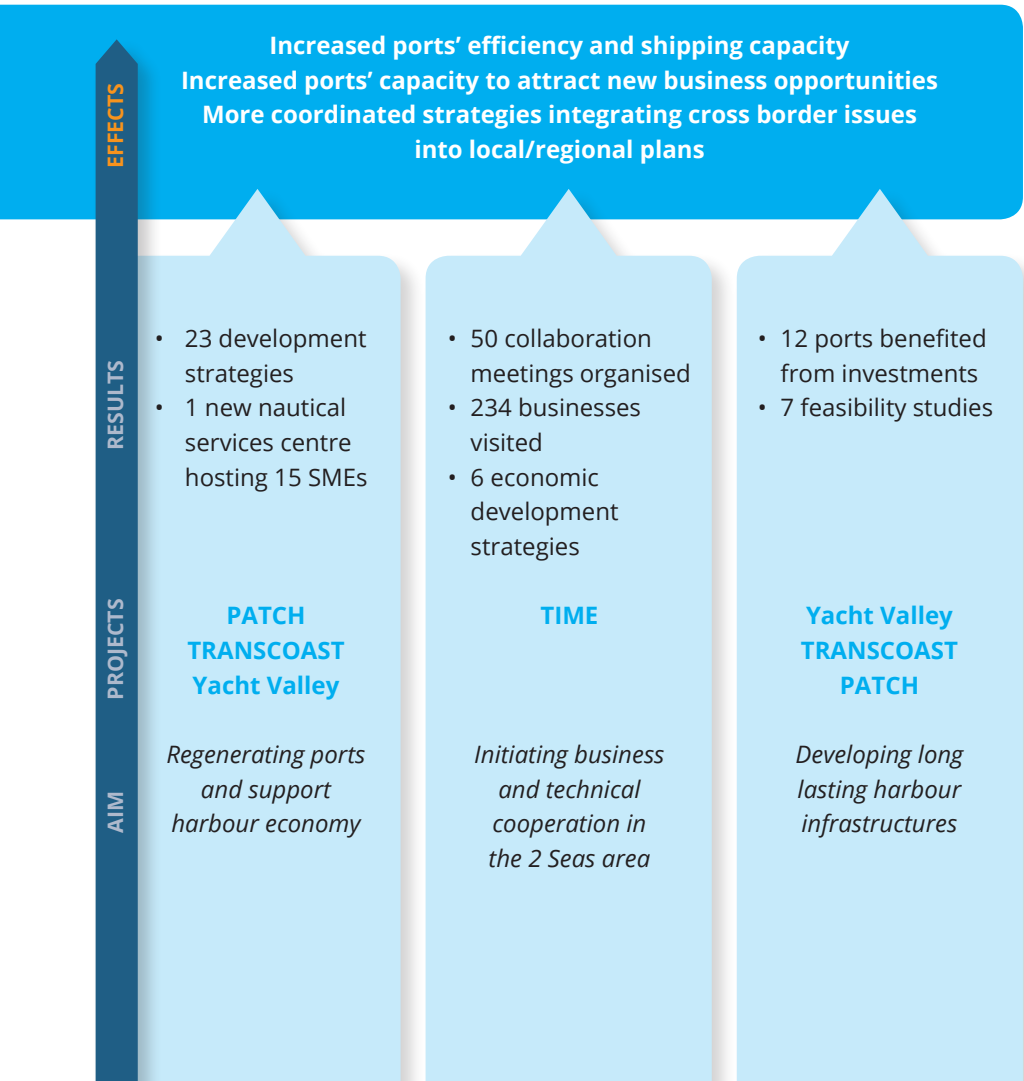 Increased ports’ efficiency and shipping capacity
Increased ports’ capacity to attract new business opportunities
More coordinated strategies integrating cross border issues
into local/regional plans
EFFECTS
RESULTS
• 23 development
strategies
• 1 new nautical
services centre
hosting 15 SMEs
• 50 collaboration
meetings organised
• 234 businesses
visited
• 6 economic
development
strategies
• 12 ports benefited
from investments
• 7 feasibility studies
PROJECTS
PATCH
TRANSCOAST
Yacht Valley
TIME
Yacht Valley
TRANSCOAST
PATCH
AIM
Regenerating ports
and support
harbour economy
Initiating business
and technical
cooperation in
the 2 Seas area
Developing long
lasting harbour
infrastructures